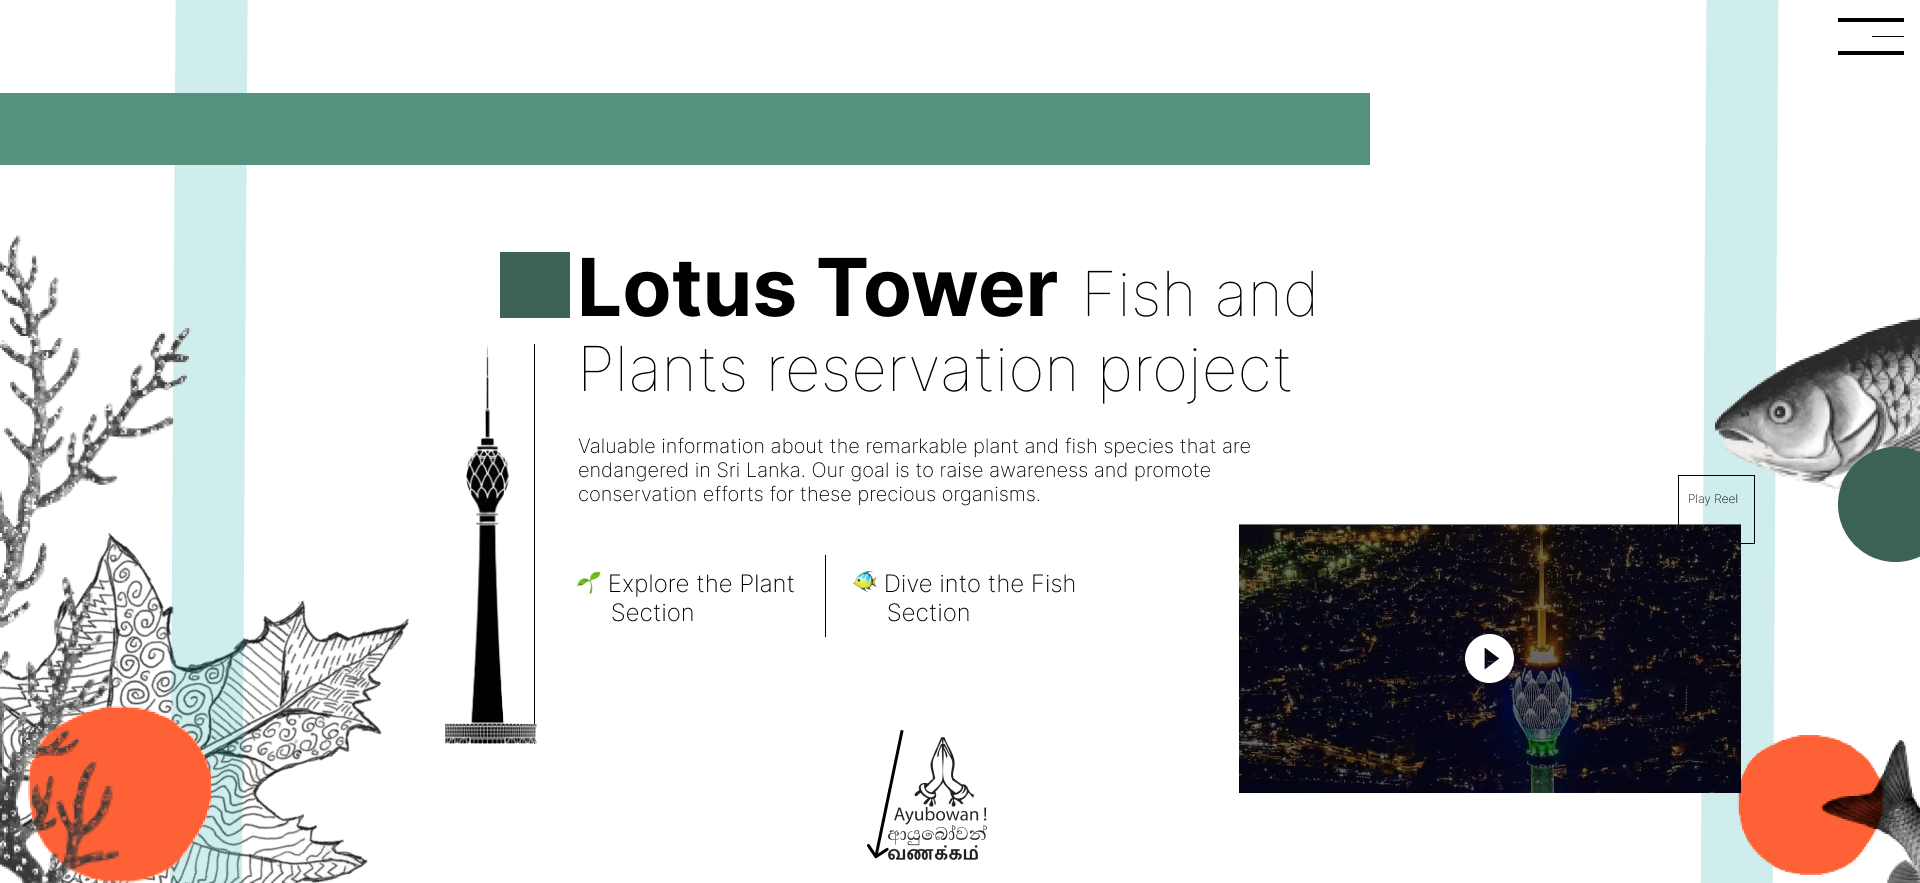 Lotus Tower Fish and
Plants reservation project
Valuable information about the remarkable plant and fish species that are
endangered in Sri Lanka. Our goal is to raise awareness and promote
conservation efforts for these precious organisms.
🌱 Explore the Plant
Section
🐠 Dive into the Fish
Section
Play Reel
Ayubowan !
ආයුබෝවන්
வணக்கம்